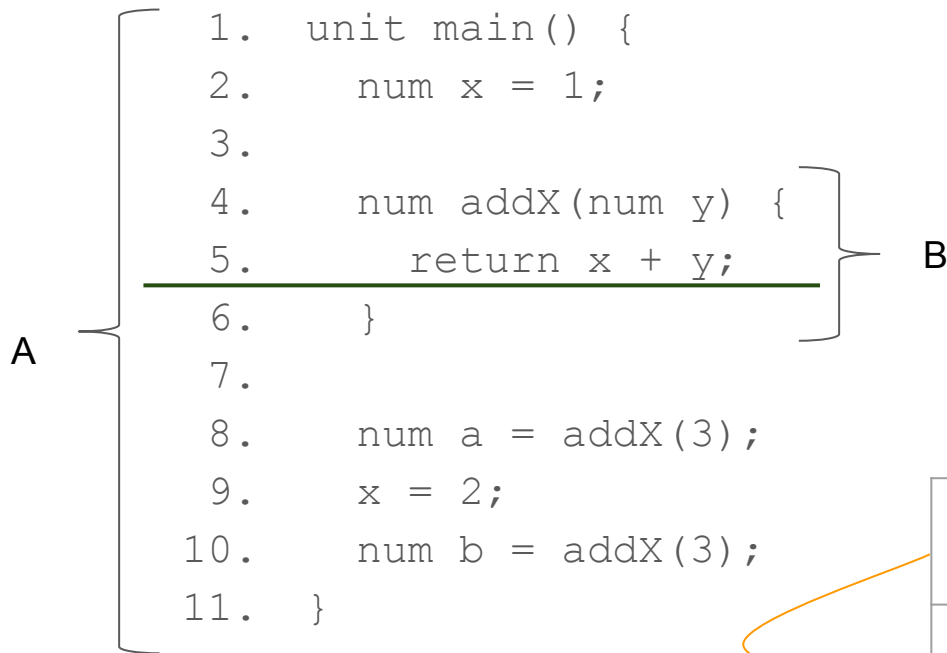 1. unit main() {
2. num x = 1;
3.
4. num addX(num y) {
5. return x + y;
6. }
7.
8. num a = addX(3);
9. x = 2;
10. num b = addX(3);
11. }
A
B